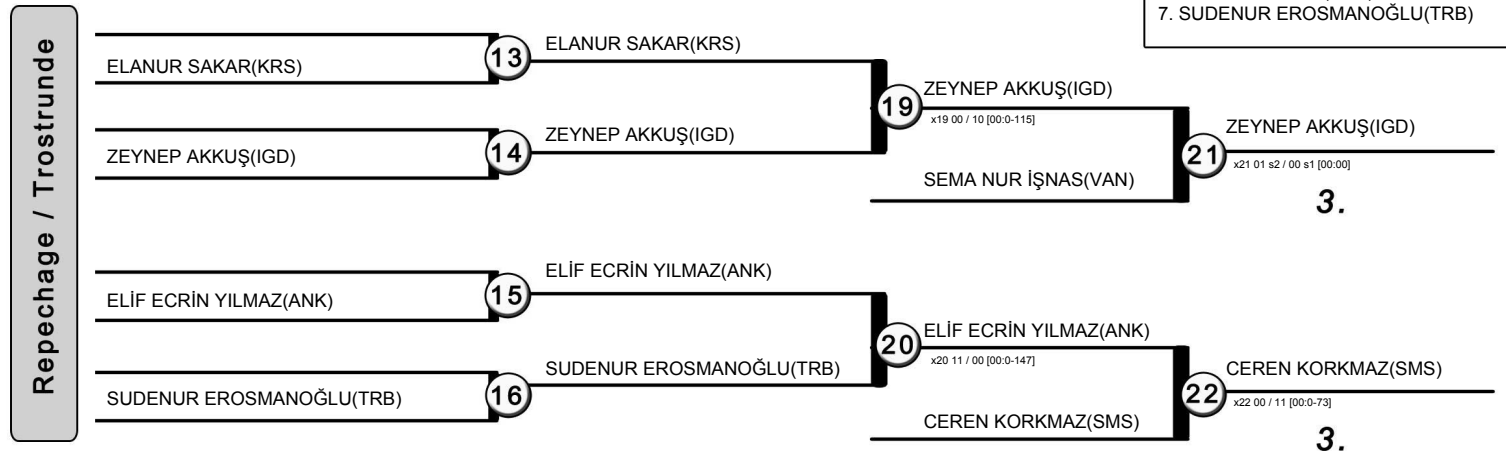 7. SUDENUR EROSMANOĞLU(TRB)
Repechage / Trostrunde
ELANUR SAKAR(KRS)
13
ELANUR SAKAR(KRS)
ZEYNEP AKKUŞ(IGD)
14
ZEYNEP AKKUŞ(IGD)
19
ZEYNEP AKKUŞ(IGD)
x19 00 / 10 [00:0-115]
SEMA NUR İŞNAS(VAN)
21
ZEYNEP AKKUŞ(IGD)
x21 01 s2 / 00 s1 [00:00]
3.
ELİF ECRİN YILMAZ(ANK)
15
ELİF ECRİN YILMAZ(ANK)
SUDENUR EROSMANOĞLU(TRB)
16
SUDENUR EROSMANOĞLU(TRB)
20
ELİF ECRİN YILMAZ(ANK)
x20 11 / 00 [00:0-147]
CEREN KORKMAZ(SMS)
22
CEREN KORKMAZ(SMS)
x22 00 / 11 [00:0-73]
3.